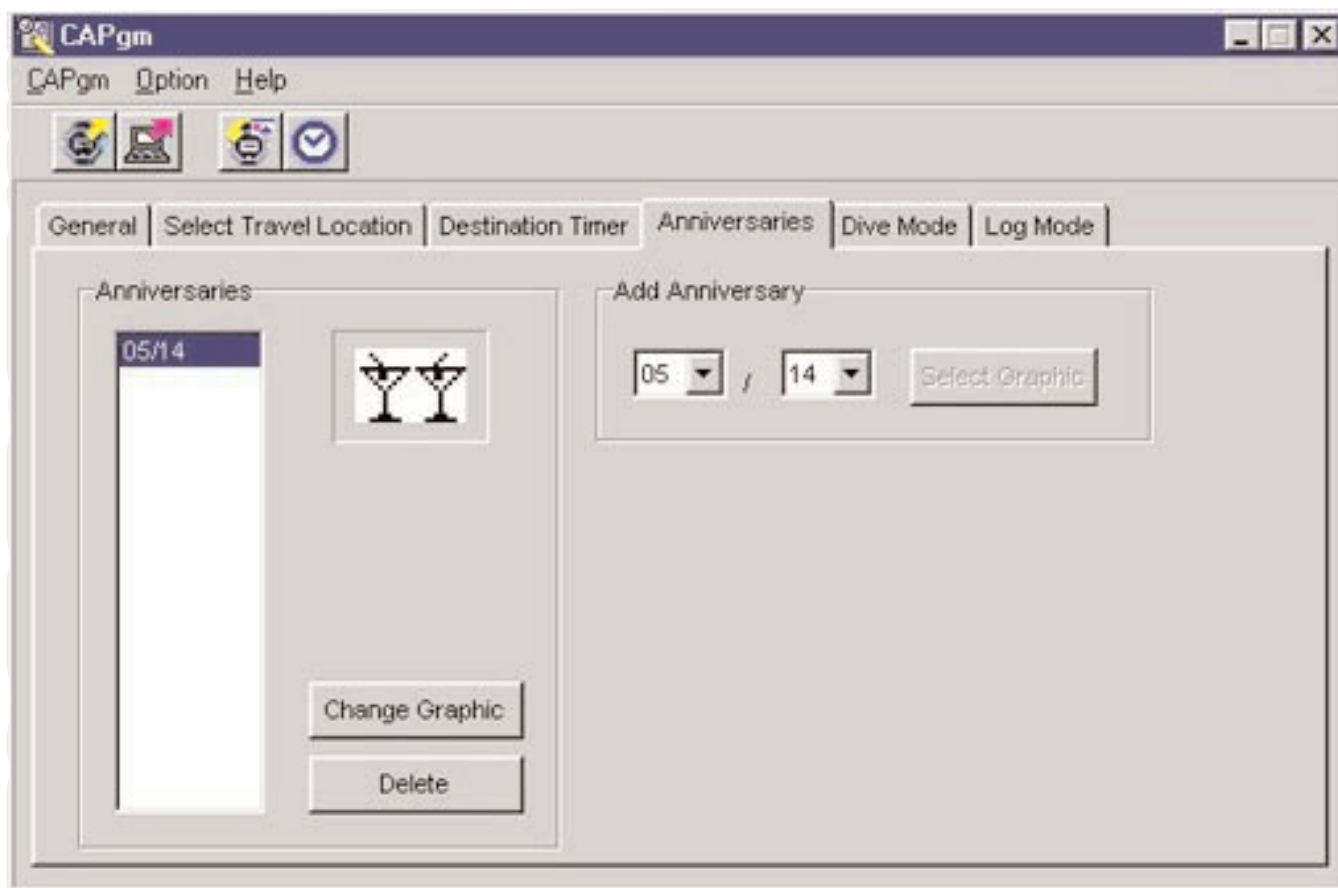 CAPgm
CAPgm Option Help
General Select Travel Location Destination Timer Anniversaries Dive Mode Log Mode
Anniversaries
05/14
Change Graphic
Delete
Add Anniversary
05 / 14 Select Graphic